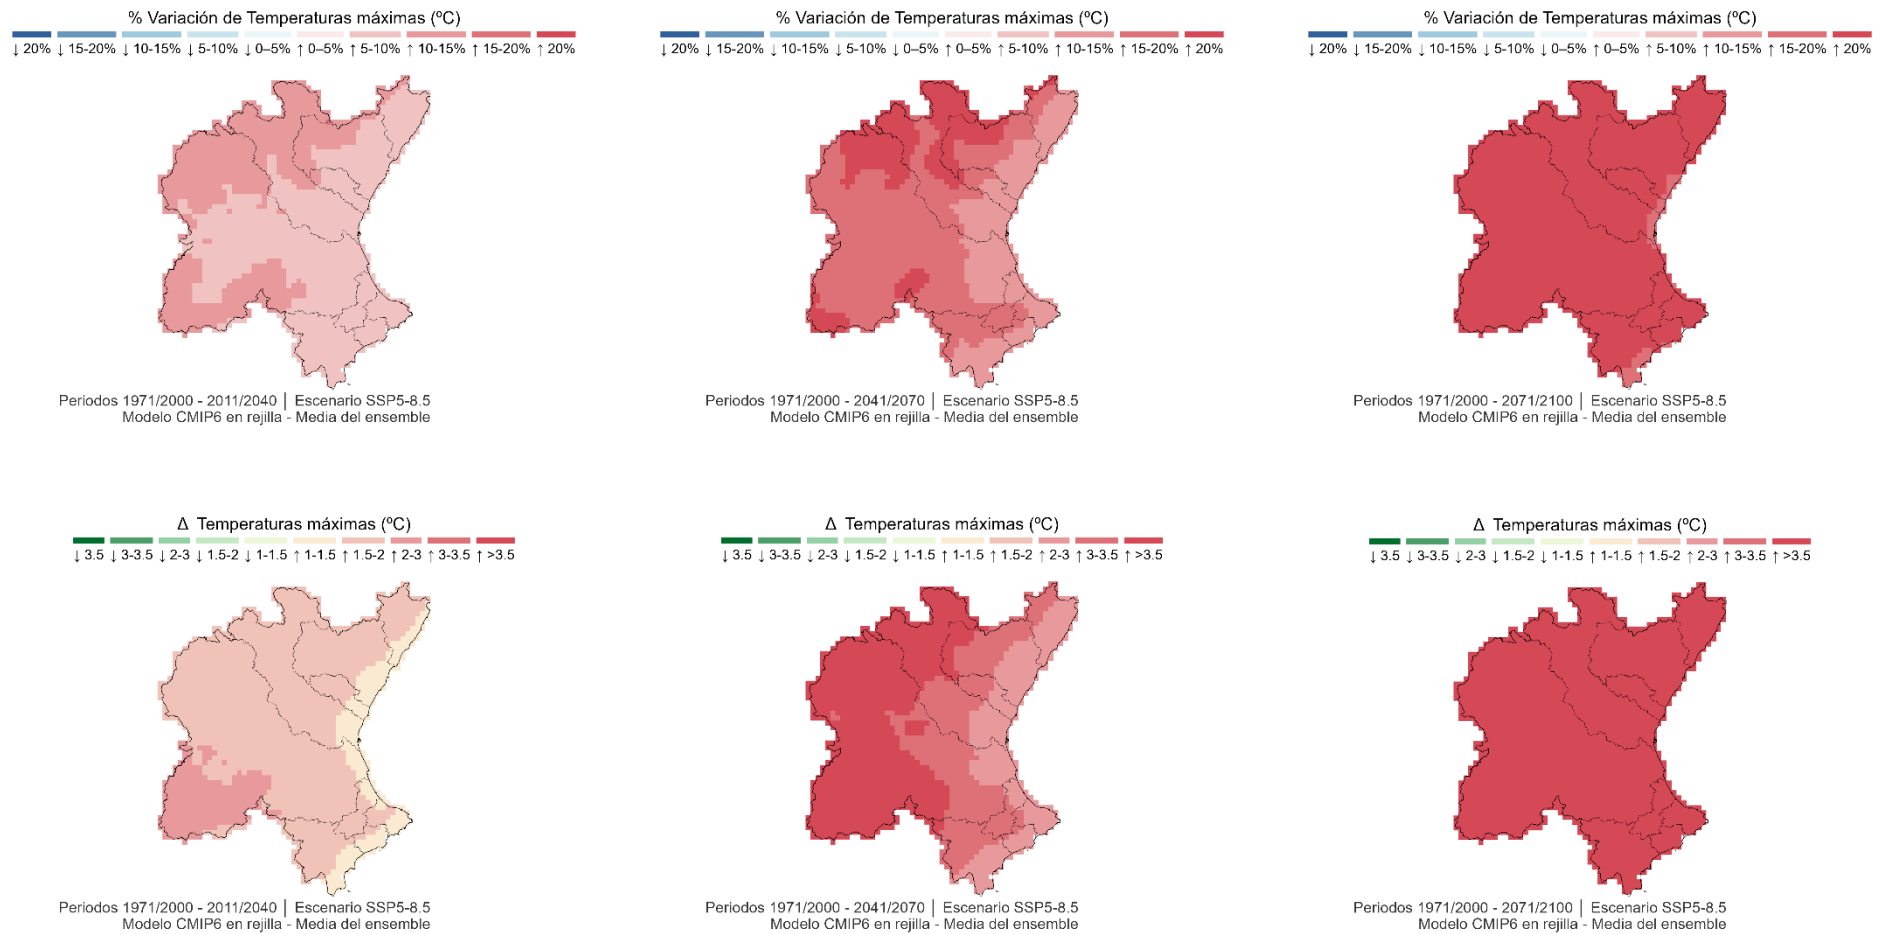 % Variación de Temperaturas máximas (ºC)
↓ 20% ↓ 15-20% ↓ 10-15% ↓ 5-10% ↓ 0–5% ↑ 0–5% ↑ 5-10% ↑ 10-15% ↑ 15-20% ↑ 20%
Periodos 1971/2000 - 2011/2040 | Escenario SSP5-8.5
Modelo CMIP6 en rejilla - Media del ensemble
% Variación de Temperaturas máximas (ºC)
↓ 20% ↓ 15-20% ↓ 10-15% ↓ 5-10% ↓ 0–5% ↑ 0–5% ↑ 5-10% ↑ 10-15% ↑ 15-20% ↑ 20%
Periodos 1971/2000 - 2041/2070 | Escenario SSP5-8.5
Modelo CMIP6 en rejilla - Media del ensemble
% Variación de Temperaturas máximas (ºC)
↓ 20% ↓ 15-20% ↓ 10-15% ↓ 5-10% ↓ 0–5% ↑ 0–5% ↑ 5-10% ↑ 10-15% ↑ 15-20% ↑ 20%
Periodos 1971/2000 - 2071/2100 | Escenario SSP5-8.5
Modelo CMIP6 en rejilla - Media del ensemble
Δ Temperaturas máximas (ºC)
↓ 3.5 ↓ 3-3.5 ↓ 2-3 ↓ 1.5-2 ↓ 1-1.5 ↑ 1-1.5 ↑ 1.5-2 ↑ 2-3 ↑ 3-3.5 ↑ >3.5
Periodos 1971/2000 - 2011/2040 | Escenario SSP5-8.5
Modelo CMIP6 en rejilla - Media del ensemble
Δ Temperaturas máximas (ºC)
↓ 3.5 ↓ 3-3.5 ↓ 2-3 ↓ 1.5-2 ↓ 1-1.5 ↑ 1-1.5 ↑ 1.5-2 ↑ 2-3 ↑ 3-3.5 ↑ >3.5
Periodos 1971/2000 - 2041/2070 | Escenario SSP5-8.5
Modelo CMIP6 en rejilla - Media del ensemble
Δ Temperaturas máximas (ºC)
↓ 3.5 ↓ 3-3.5 ↓ 2-3 ↓ 1.5-2 ↓ 1-1.5 ↑ 1-1.5 ↑ 1.5-2 ↑ 2-3 ↑ 3-3.5 ↑ >3.5
Periodos 1971/2000 - 2071/2100 | Escenario SSP5-8.5
Modelo CMIP6 en rejilla - Media del ensemble